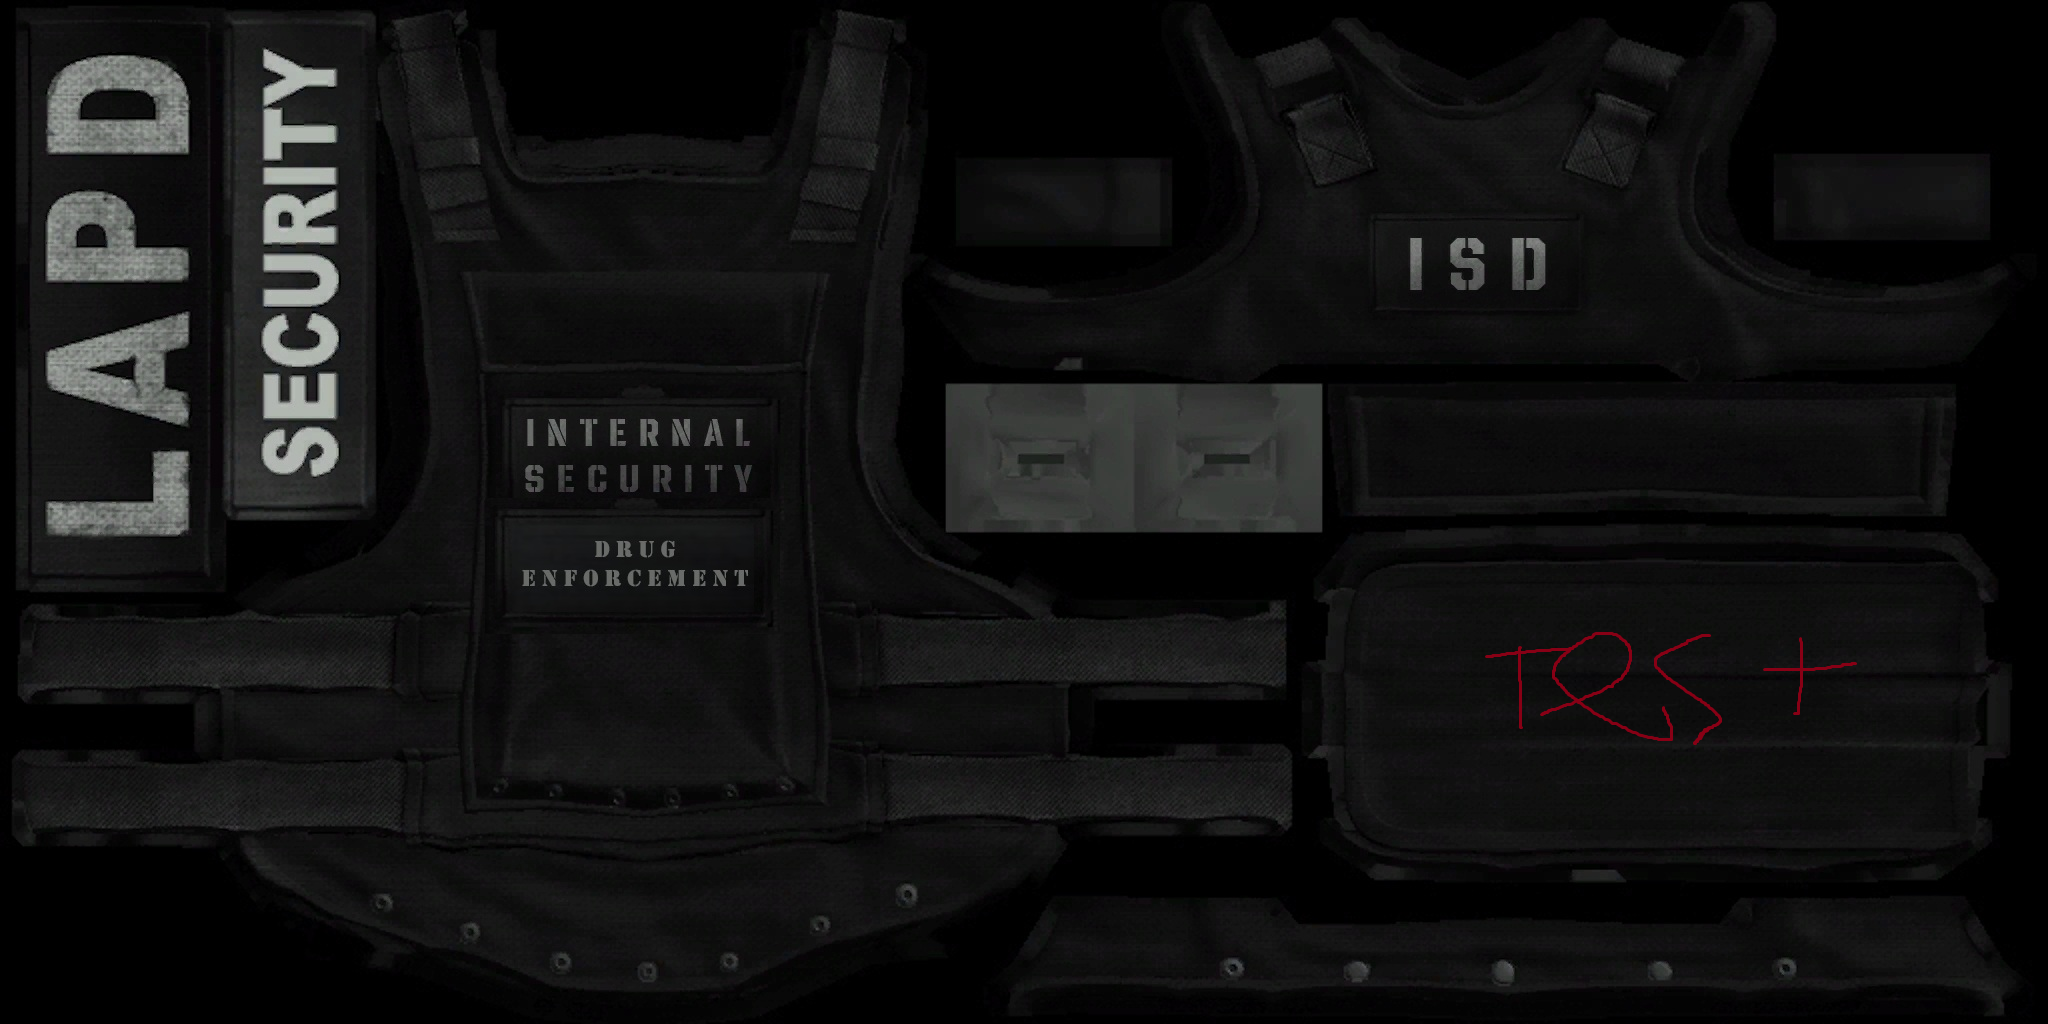 LAPD
SECURITY
INTERNAL
SECURITY
DRUG
ENFORCEMENT
ISD
Test